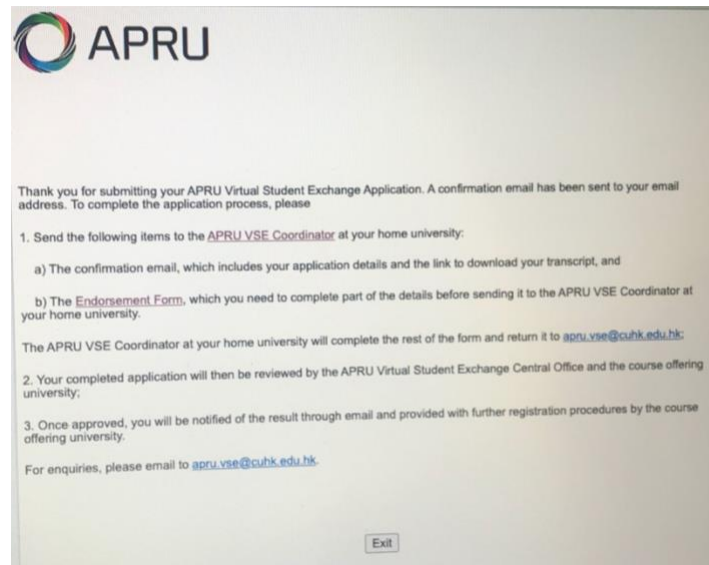 APRU
Thank you for submitting your APRU Virtual Student Exchange Application. A confirmation email has been sent to your email
address. To complete the application process, please
1. Send the following items to the APRU VSE Coordinator at your home university:
a) The confirmation email, which includes your application details and the link to download your transcript, and
b) The Endorsement Form, which you need to complete part of the details before sending it to the APRU VSE Coordinator at
your home university.
The APRU VSE Coordinator at your home university will complete the rest of the form and return it to apru.vse@cuhk.edu.hk;
2. Your completed application will then be reviewed by the APRU Virtual Student Exchange Central Office and the course offering
university;
3. Once approved, you will be notified of the result through email and provided with further registration procedures by the course
offering university.
For enquiries, please email to apru.vse@cuhk.edu.hk.
Exit